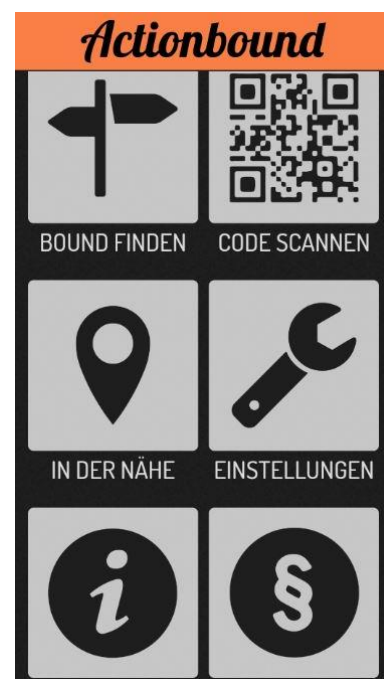 Actionbound
BOUND FINDEN
CODE SCANNEN
IN DER NÄHE
EINSTELLUNGEN
i
§